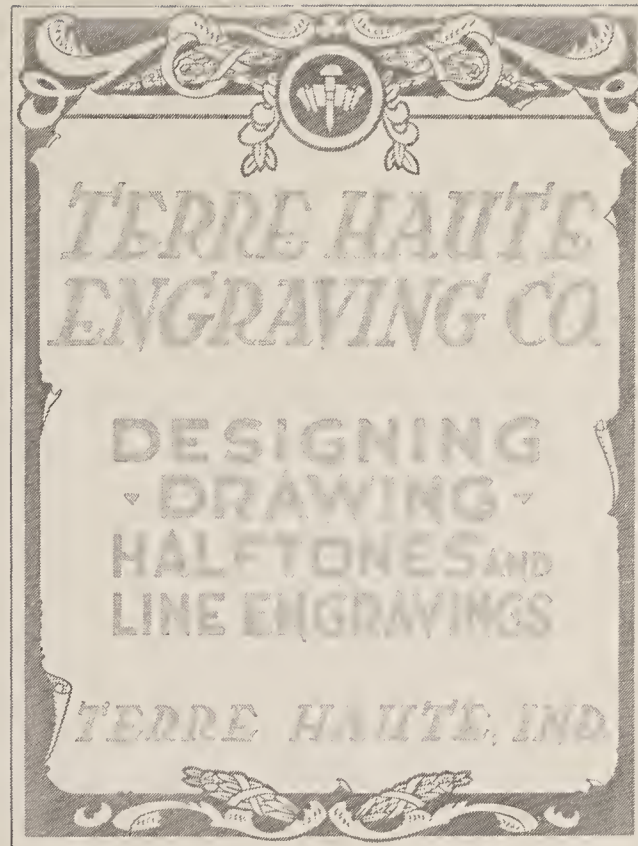 TERRE HAUTE
ENGRAVING CO.
DESIGNING
DRAWING
HALFTONES AND
LINE ENGRAVINGS
TERRE HAUTE, IND.